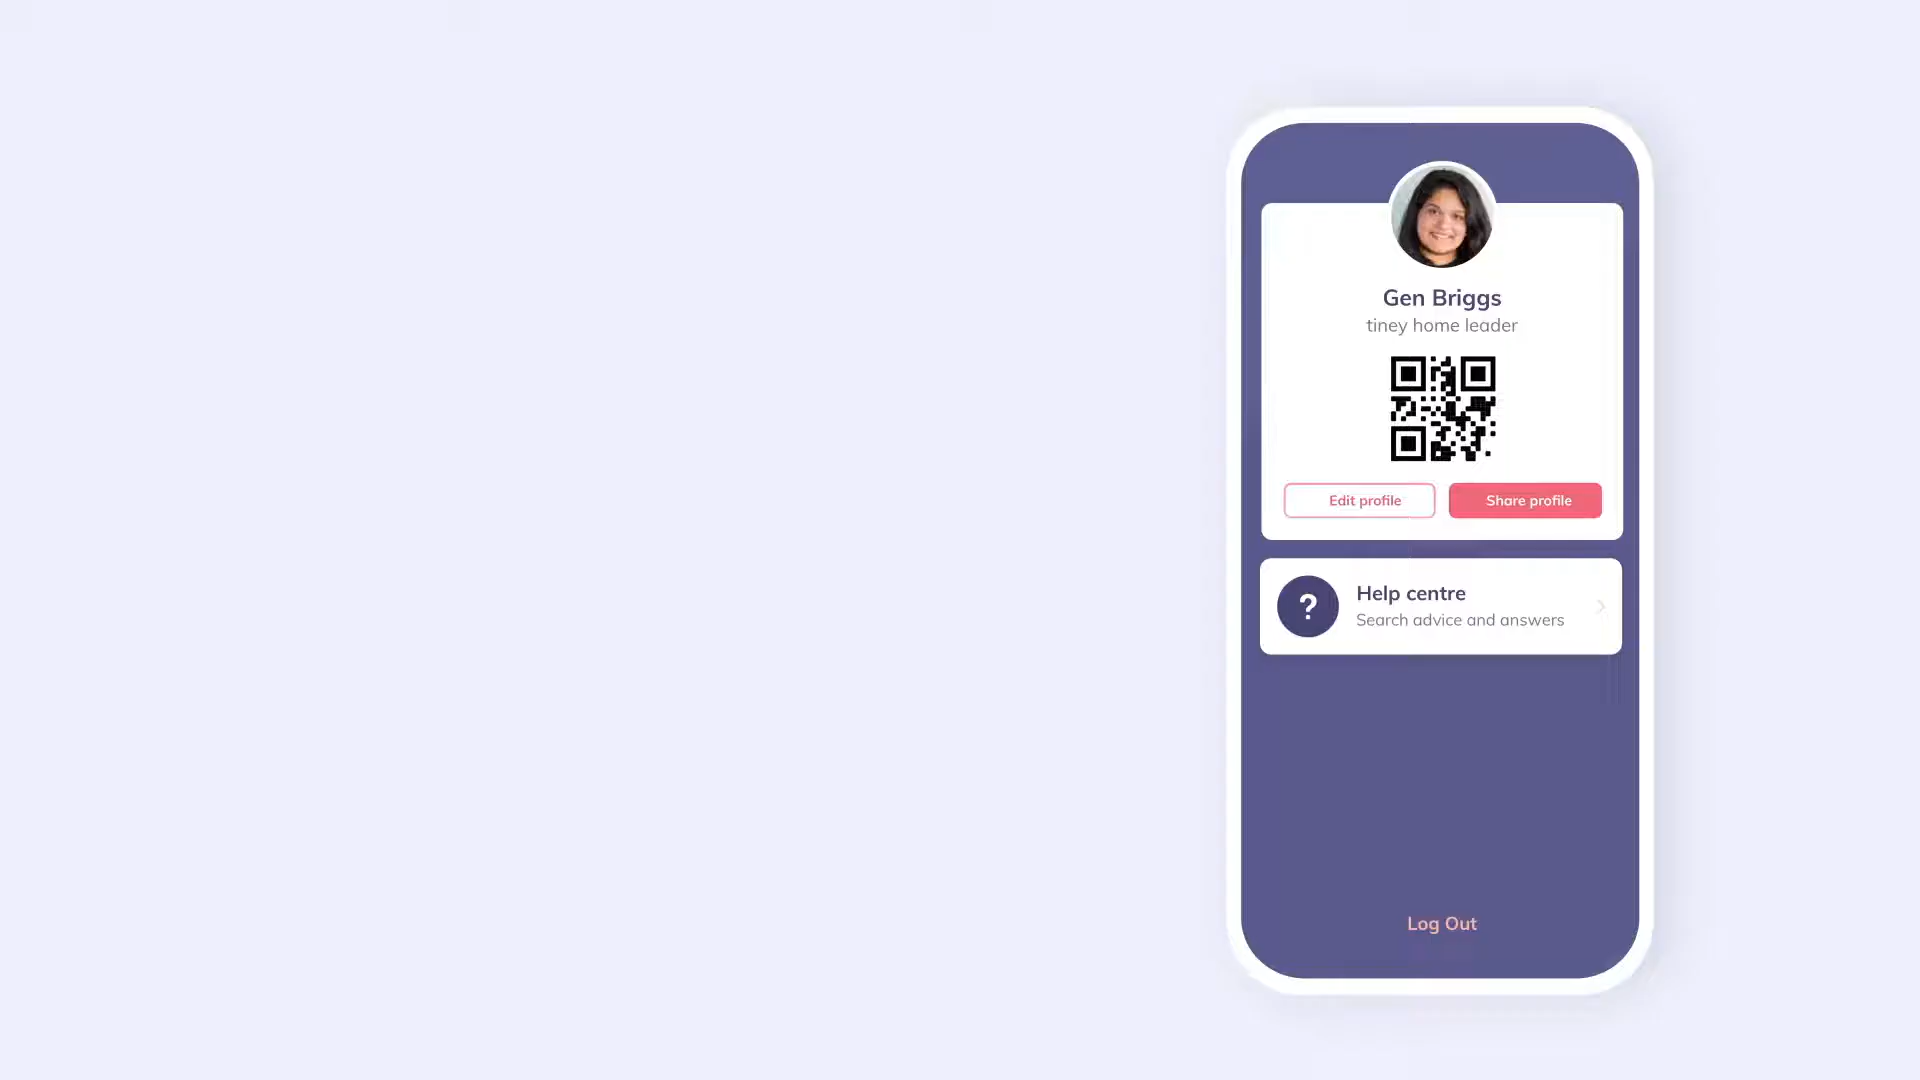 Gen Briggs
tiney home leader
Edit profile
Share profile
?
Help centre
Search advice and answers
Log Out